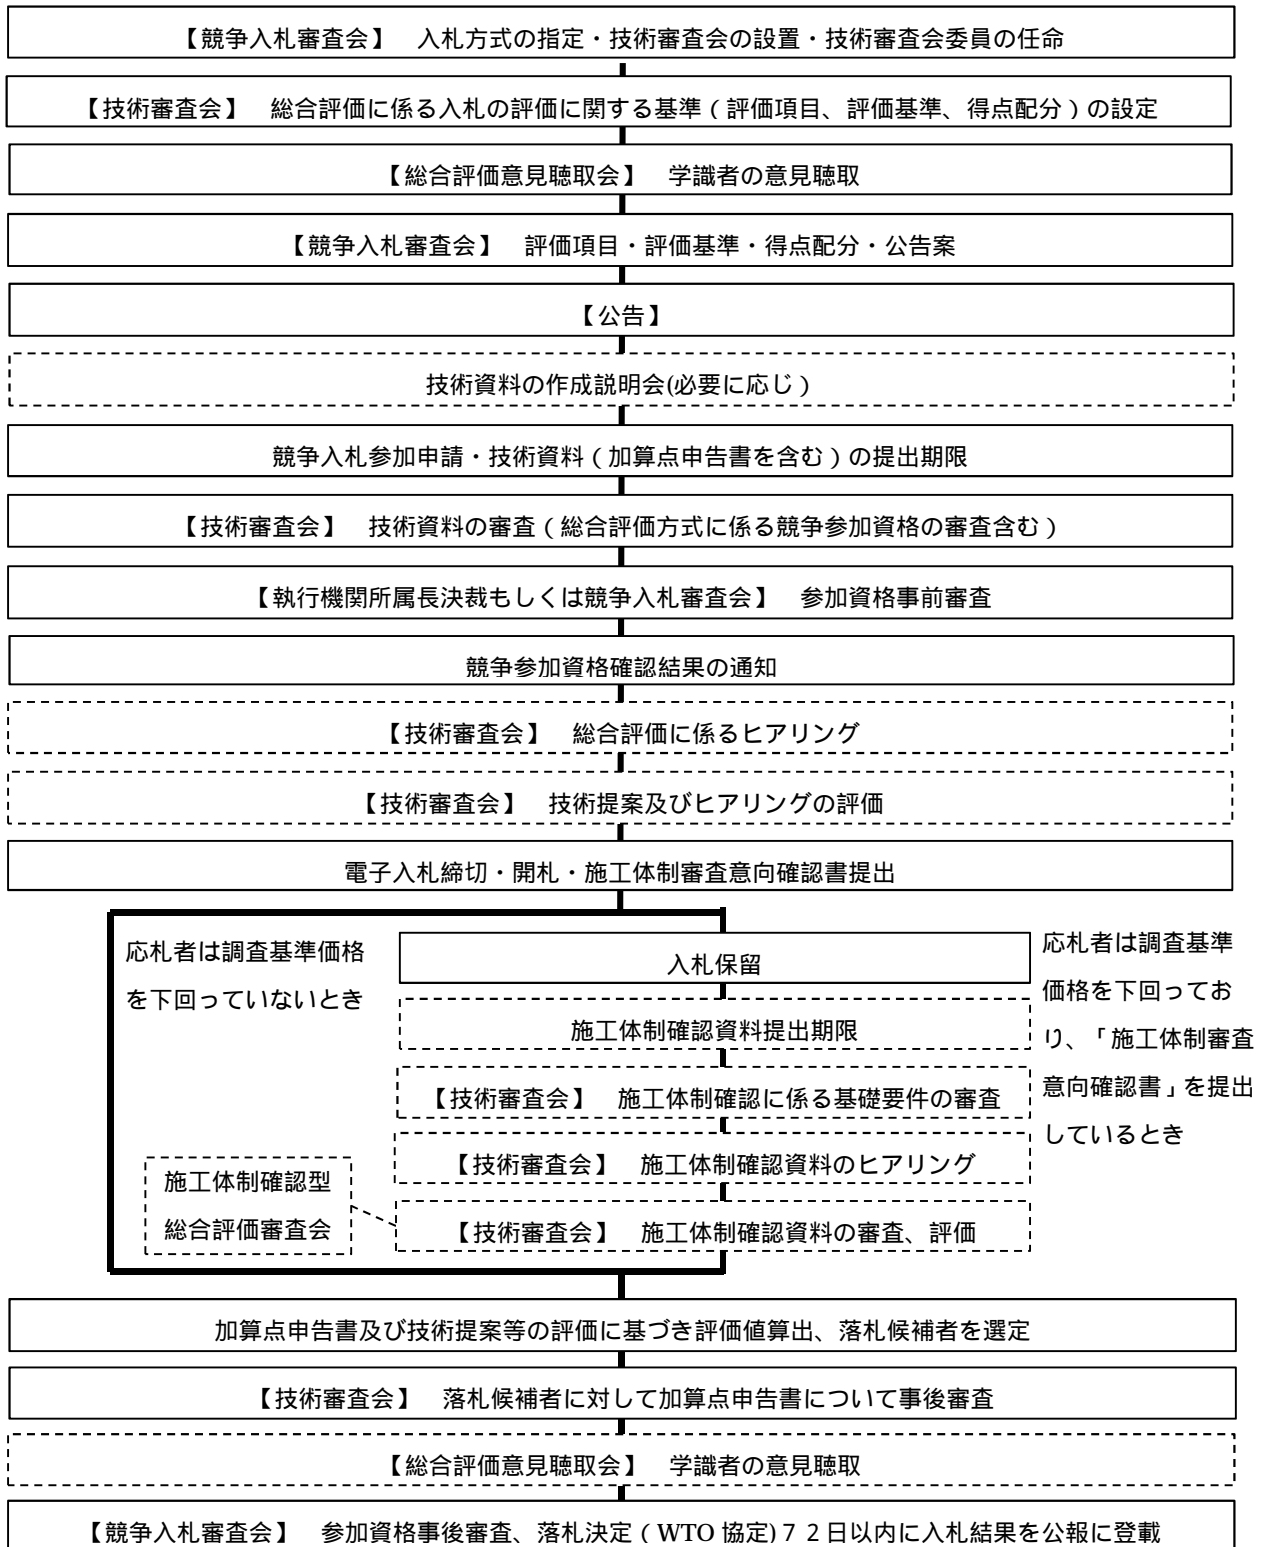 【競争入札審査会】　入札方式の指定・技術審査会の設置・技術審査会委員の任命
【技術審査会】　総合評価に係る入札の評価に関する基準（評価項目、評価基準、得点配分）の設定
【総合評価意見聴取会】　学識者の意見聴取
【競争入札審査会】　評価項目・評価基準・得点配分・公告案
【公告】
技術資料の作成説明会(必要に応じ）
競争入札参加申請・技術資料（加算点申告書を含む）の提出期限
【技術審査会】　技術資料の審査（総合評価方式に係る競争参加資格の審査含む）
【執行機関所属長決裁もしくは競争入札審査会】　参加資格事前審査
競争参加資格確認結果の通知
【技術審査会】　総合評価に係るヒアリング
【技術審査会】　技術提案及びヒアリングの評価
電子入札締切・開札・施工体制審査意向確認書提出
応札者は調査基準価格
を下回っていないとき
入札保留
施工体制確認資料提出期限
【技術審査会】　施工体制確認に係る基礎要件の審査
【技術審査会】　施工体制確認資料のヒアリング
【技術審査会】　施工体制確認資料の審査、評価
応札者は調査基準
価格を下回ってお
り、「施工体制審査
意向確認書」を提出
しているとき
施工体制確認型
総合評価審査会
加算点申告書及び技術提案等の評価に基づき評価値算出、落札候補者を選定
【技術審査会】　落札候補者に対して加算点申告書について事後審査
【総合評価意見聴取会】　学識者の意見聴取
【競争入札審査会】　参加資格事後審査、落札決定（WTO 協定)７２日以内に入札結果を公報に登載